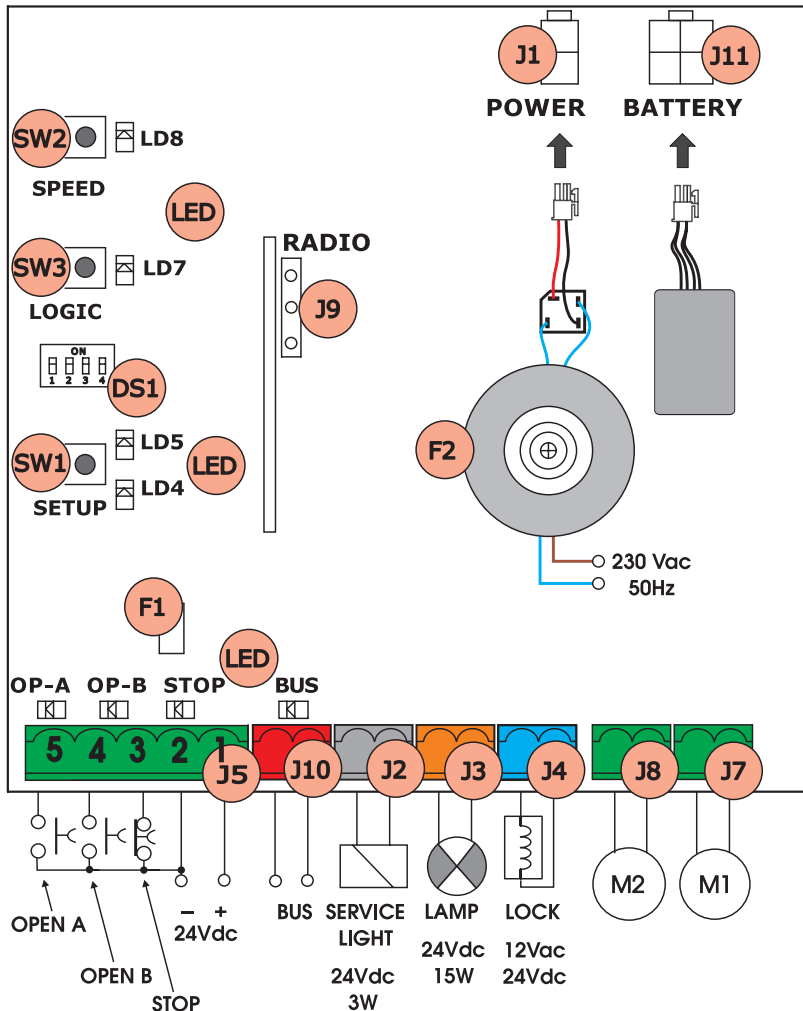 J1
J11
POWER
BATTERY
SW2
LD8
SPEED
LED
RADIO
SW3
LD7
LOGIC
J9
ON
1 2 3 4
DS1
LD5
SW1
LED
F2
LD4
SETUP
230 Vac
50Hz
F1
LED
OP-A
OP-B
STOP
BUS
5 4 3 2 1
J5
J10
J2
J3
J4
J8
J7
M2
M1
– +
24Vdc
OPEN A
OPEN B
STOP
BUS
SERVICE
LIGHT
24Vdc
3W
LAMP
24Vdc
15W
LOCK
12Vac
24Vdc